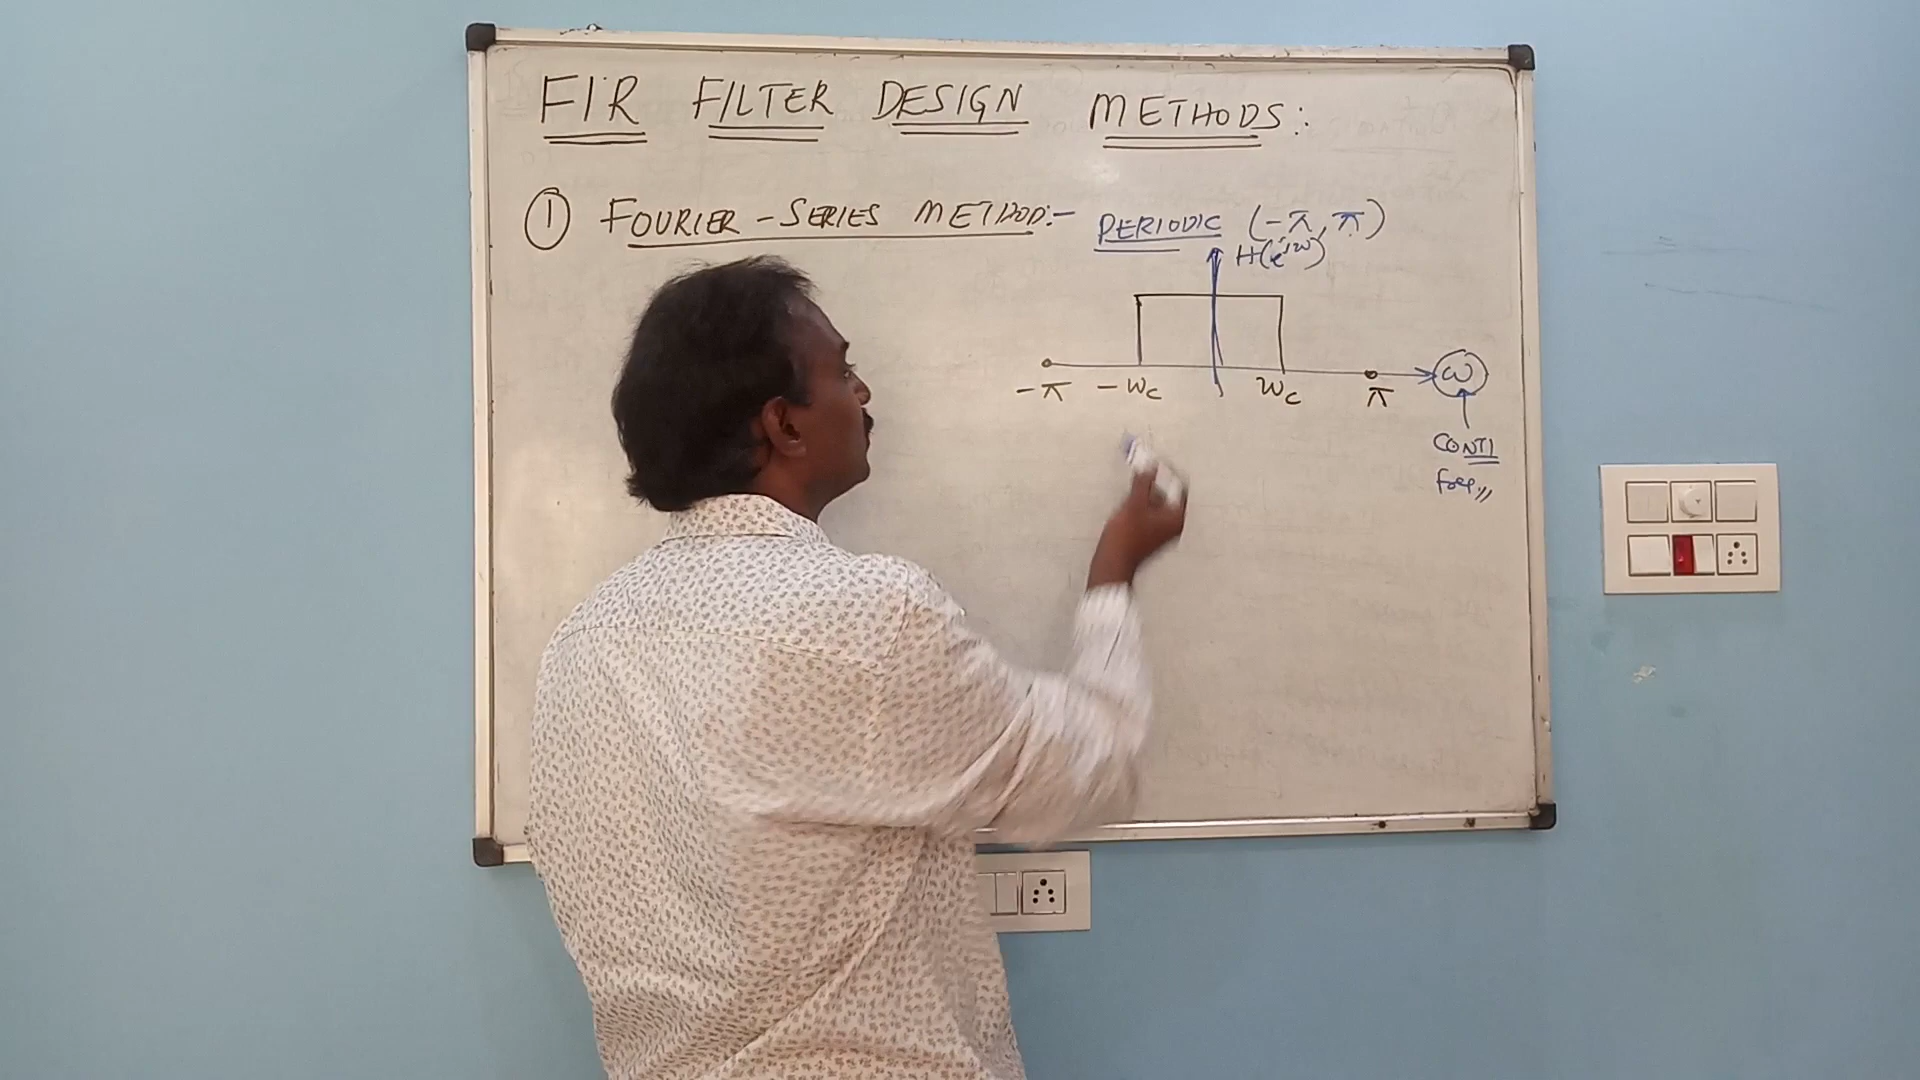 FIR FILTER DESIGN METHODS:
① FOURIER-SERIES METHOD:- PERIODIC (-π, π)
H(e^jω)
-π -ωc ωc π ω
CONTI
freq,,